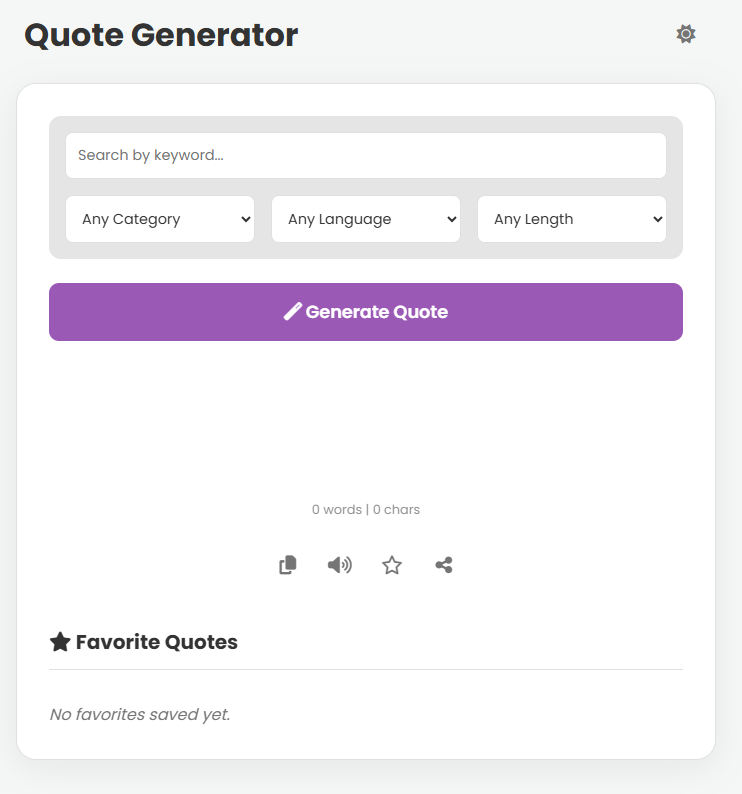 Quote Generator
Search by keyword...
Any Category Any Language Any Length
Generate Quote
0 words | 0 chars
Favorite Quotes
No favorites saved yet.